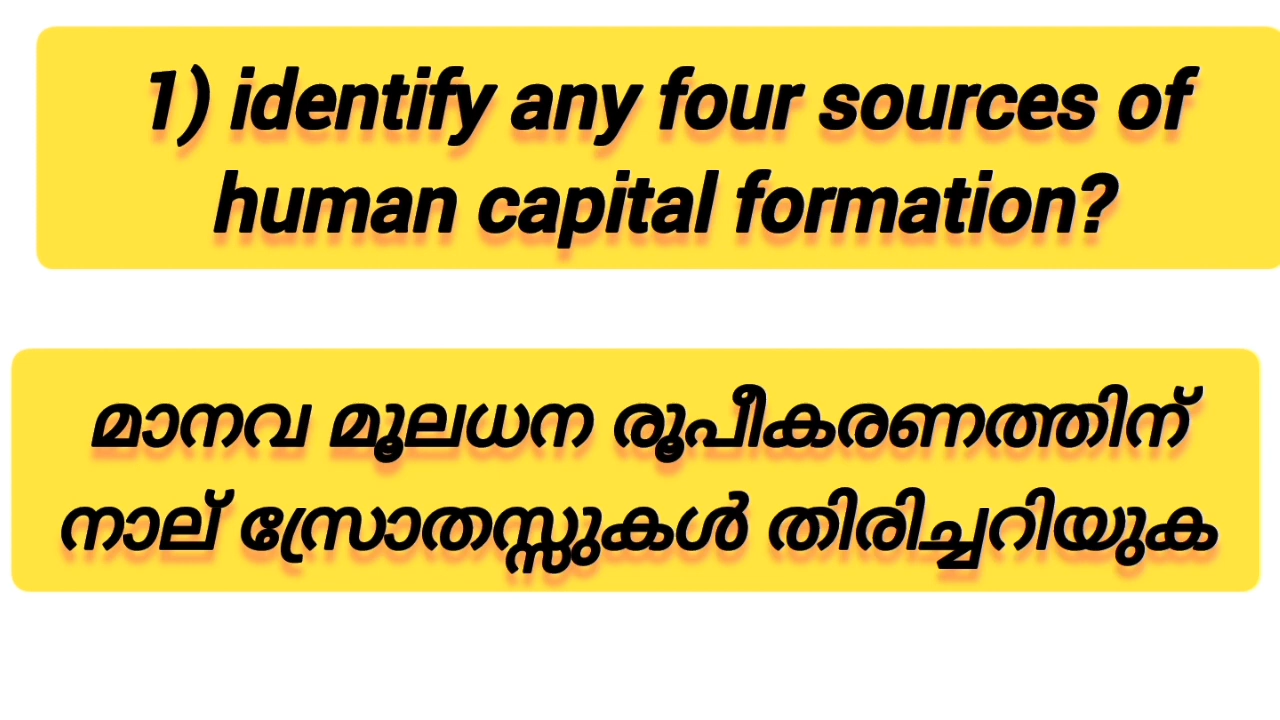 1) identify any four sources of
human capital formation?
മാനവ മൂലധന രൂപീകരണത്തിന്
നാല് സ്രോതസ്സുകൾ തിരിച്ചറിയുക